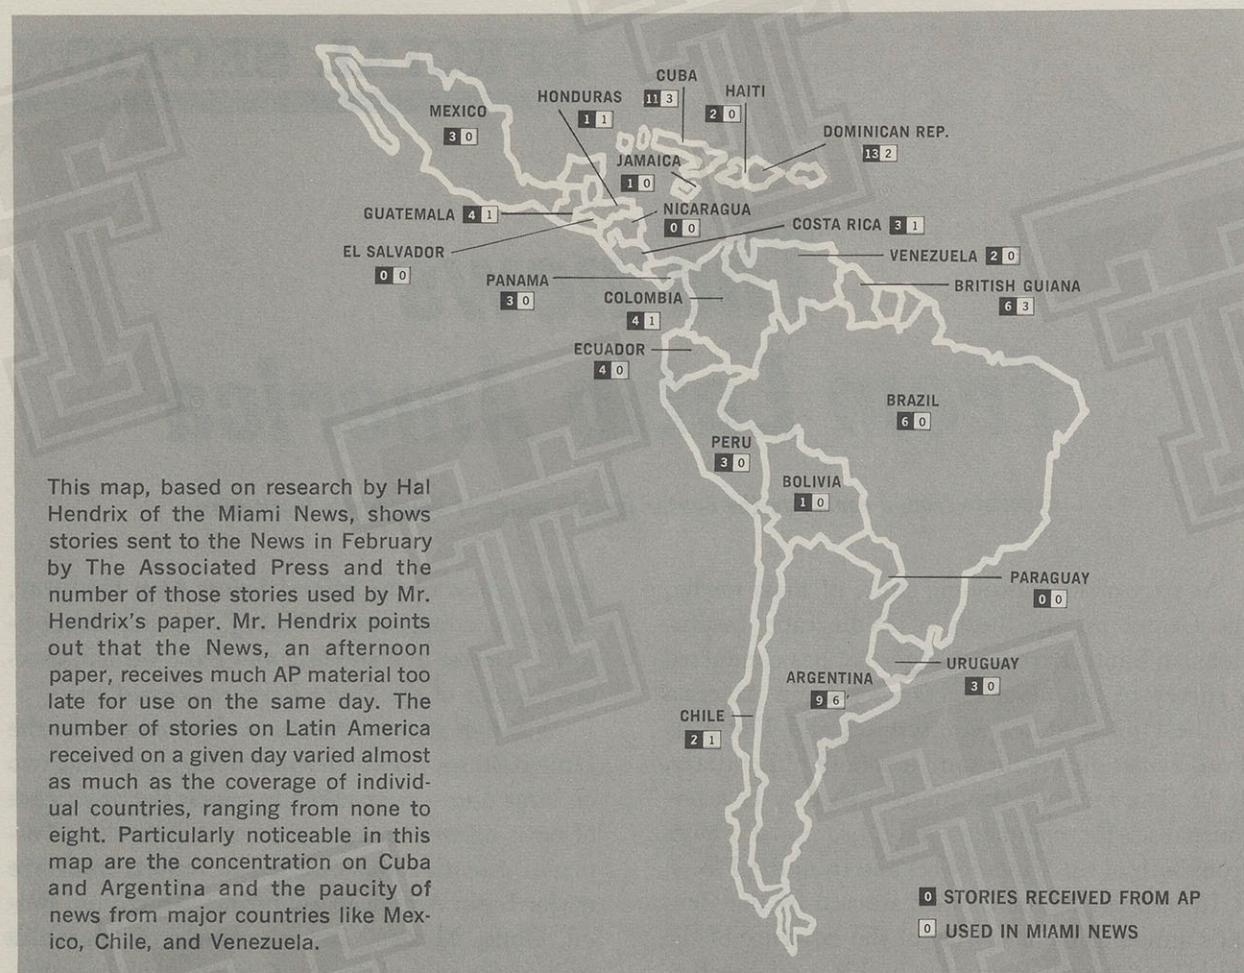 CUBA
11 3
HAITI
2 0
HONDURAS
1 1
MEXICO
3 0
DOMINICAN REP.
13 2
JAMAICA
1 0
GUATEMALA 4 1
NICARAGUA
0 0
COSTA RICA 3 1
EL SALVADOR
0 0
VENEZUELA 2 0
PANAMA
3 0
BRITISH GUIANA
6 3
COLOMBIA
4 1
ECUADOR
4 0
BRAZIL
6 0
PERU
3 0
BOLIVIA
1 0
PARAGUAY
0 0
URUGUAY
3 0
ARGENTINA
9 6
CHILE
2 1
This map, based on research by Hal
Hendrix of the Miami News, shows
stories sent to the News in February
by The Associated Press and the
number of those stories used by Mr.
Hendrix's paper. Mr. Hendrix points
out that the News, an afternoon
paper, receives much AP material too
late for use on the same day. The
number of stories on Latin America
received on a given day varied almost
as much as the coverage of individ-
ual countries, ranging from none to
eight. Particularly noticeable in this
map are the concentration on Cuba
and Argentina and the paucity of
news from major countries like Mex-
ico, Chile, and Venezuela.
0 STORIES RECEIVED FROM AP
0 USED IN MIAMI NEWS